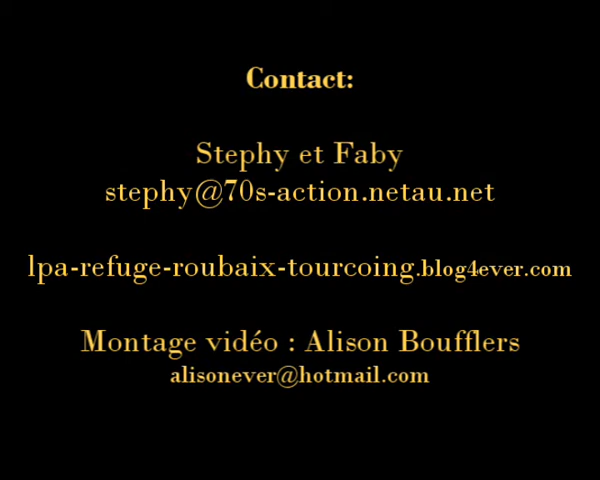 Contact:
Stephy et Faby
stephy@70s-action.netau.net
lpa-refuge-roubaix-tourcoing.blog4ever.com
Montage vidéo : Alison Boufflers
alisonever@hotmail.com